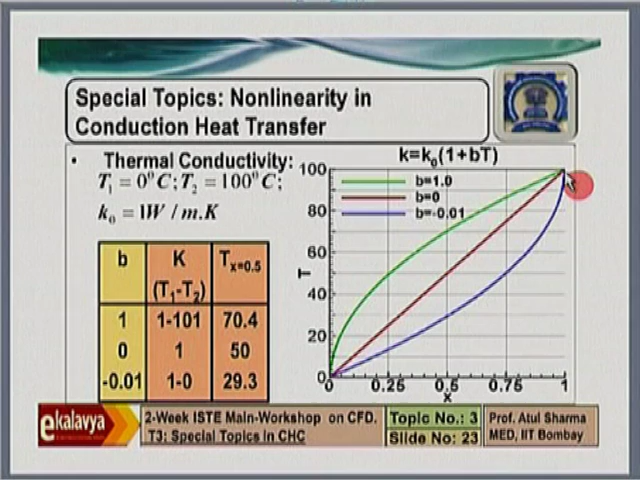 Special Topics: Nonlinearity in
Conduction Heat Transfer
• Thermal Conductivity:
T₁ = 0⁰C; T₂ = 100⁰C;
k₀ = 1W / m.K
b K Tₓ₌₀.₅
(T₁-T₂)
1 1-101 70.4
0 1 50
-0.01 1-0 29.3
k=k₀(1+bT)
b=1.0
b=0
b=-0.01
100
80
60
40
20
0
T
0 0.25 0.5 0.75 1
x
ekalavya
2-Week ISTE Main-Workshop on CFD.
T3: Special Topics in CHC
Topic No.: 3
Slide No.: 23
Prof. Atul Sharma
MED, IIT Bombay